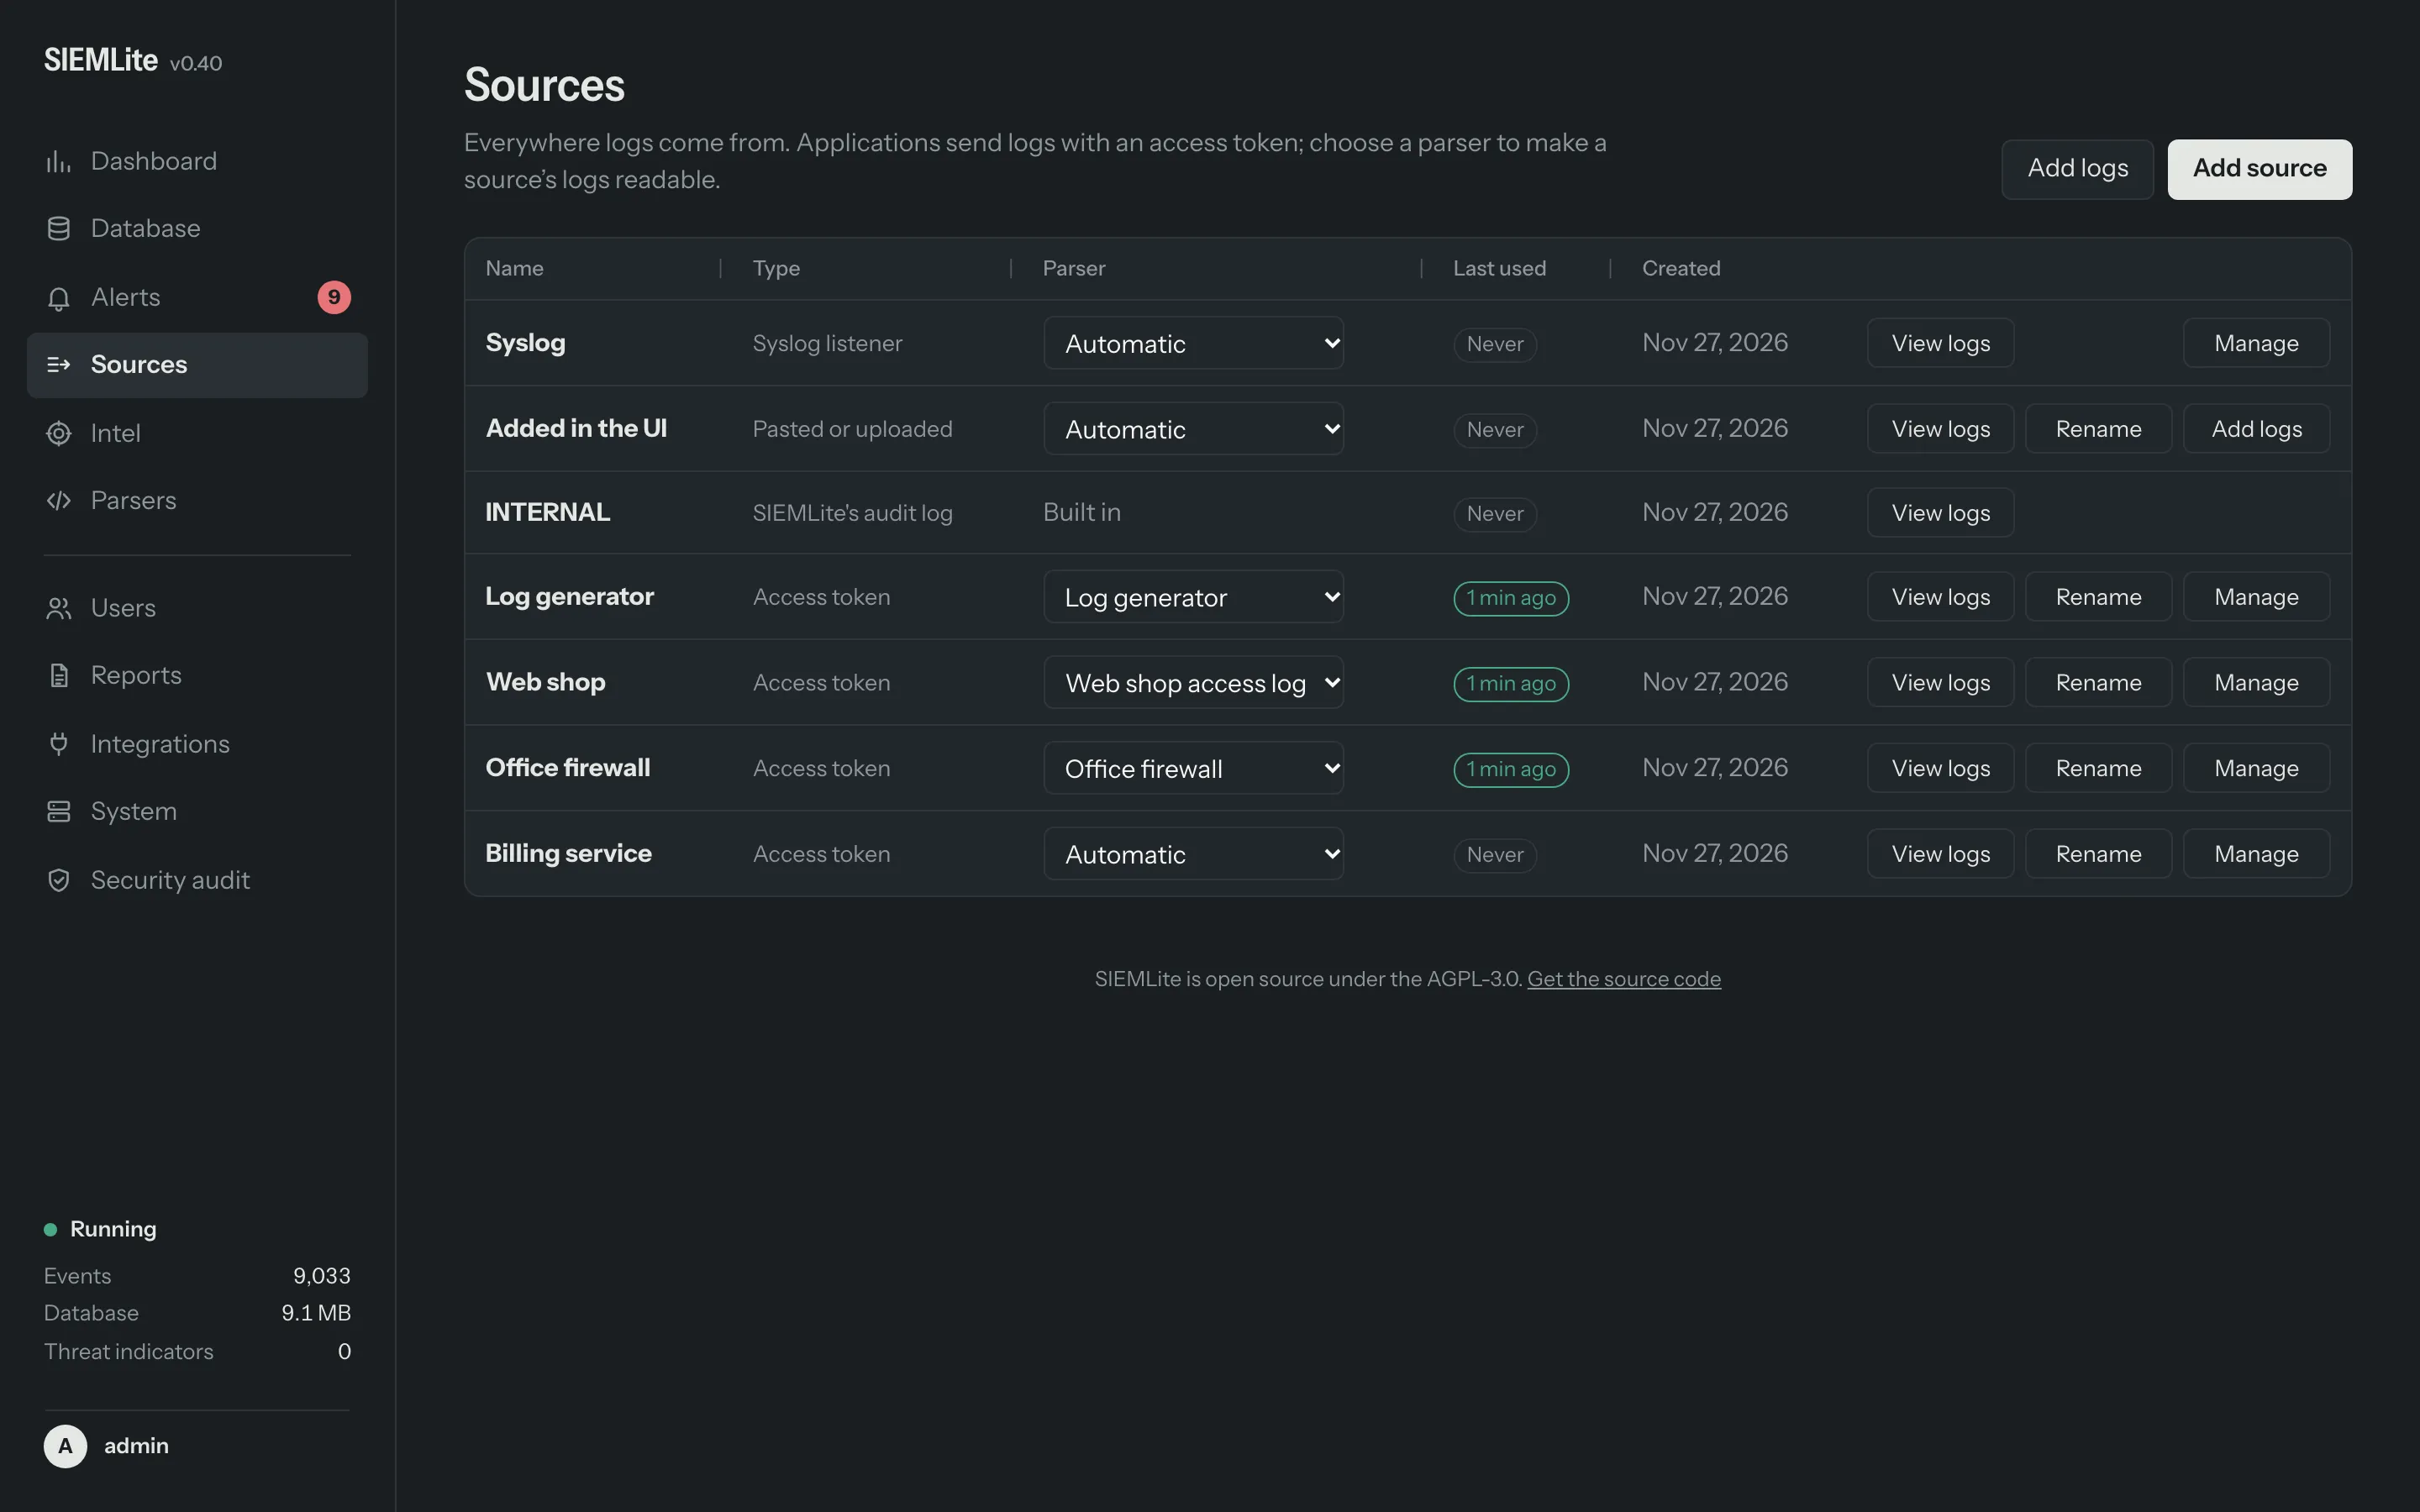 SIEMLite v0.40
Dashboard
Database
Alerts 9
Sources
Intel
Parsers
Users
Reports
Integrations
System
Security audit
Running
Events 9,033
Database 9.1 MB
Threat indicators 0
A admin
Sources
Everywhere logs come from. Applications send logs with an access token; choose a parser to make a
source’s logs readable.
Add logs Add source
Name Type Parser Last used Created
Syslog Syslog listener Automatic Never Nov 27, 2026 View logs Manage
Added in the UI Pasted or uploaded Automatic Never Nov 27, 2026 View logs Rename Add logs
INTERNAL SIEMLite's audit log Built in Never Nov 27, 2026 View logs
Log generator Access token Log generator 1 min ago Nov 27, 2026 View logs Rename Manage
Web shop Access token Web shop access log 1 min ago Nov 27, 2026 View logs Rename Manage
Office firewall Access token Office firewall 1 min ago Nov 27, 2026 View logs Rename Manage
Billing service Access token Automatic Never Nov 27, 2026 View logs Rename Manage
SIEMLite is open source under the AGPL-3.0. Get the source code